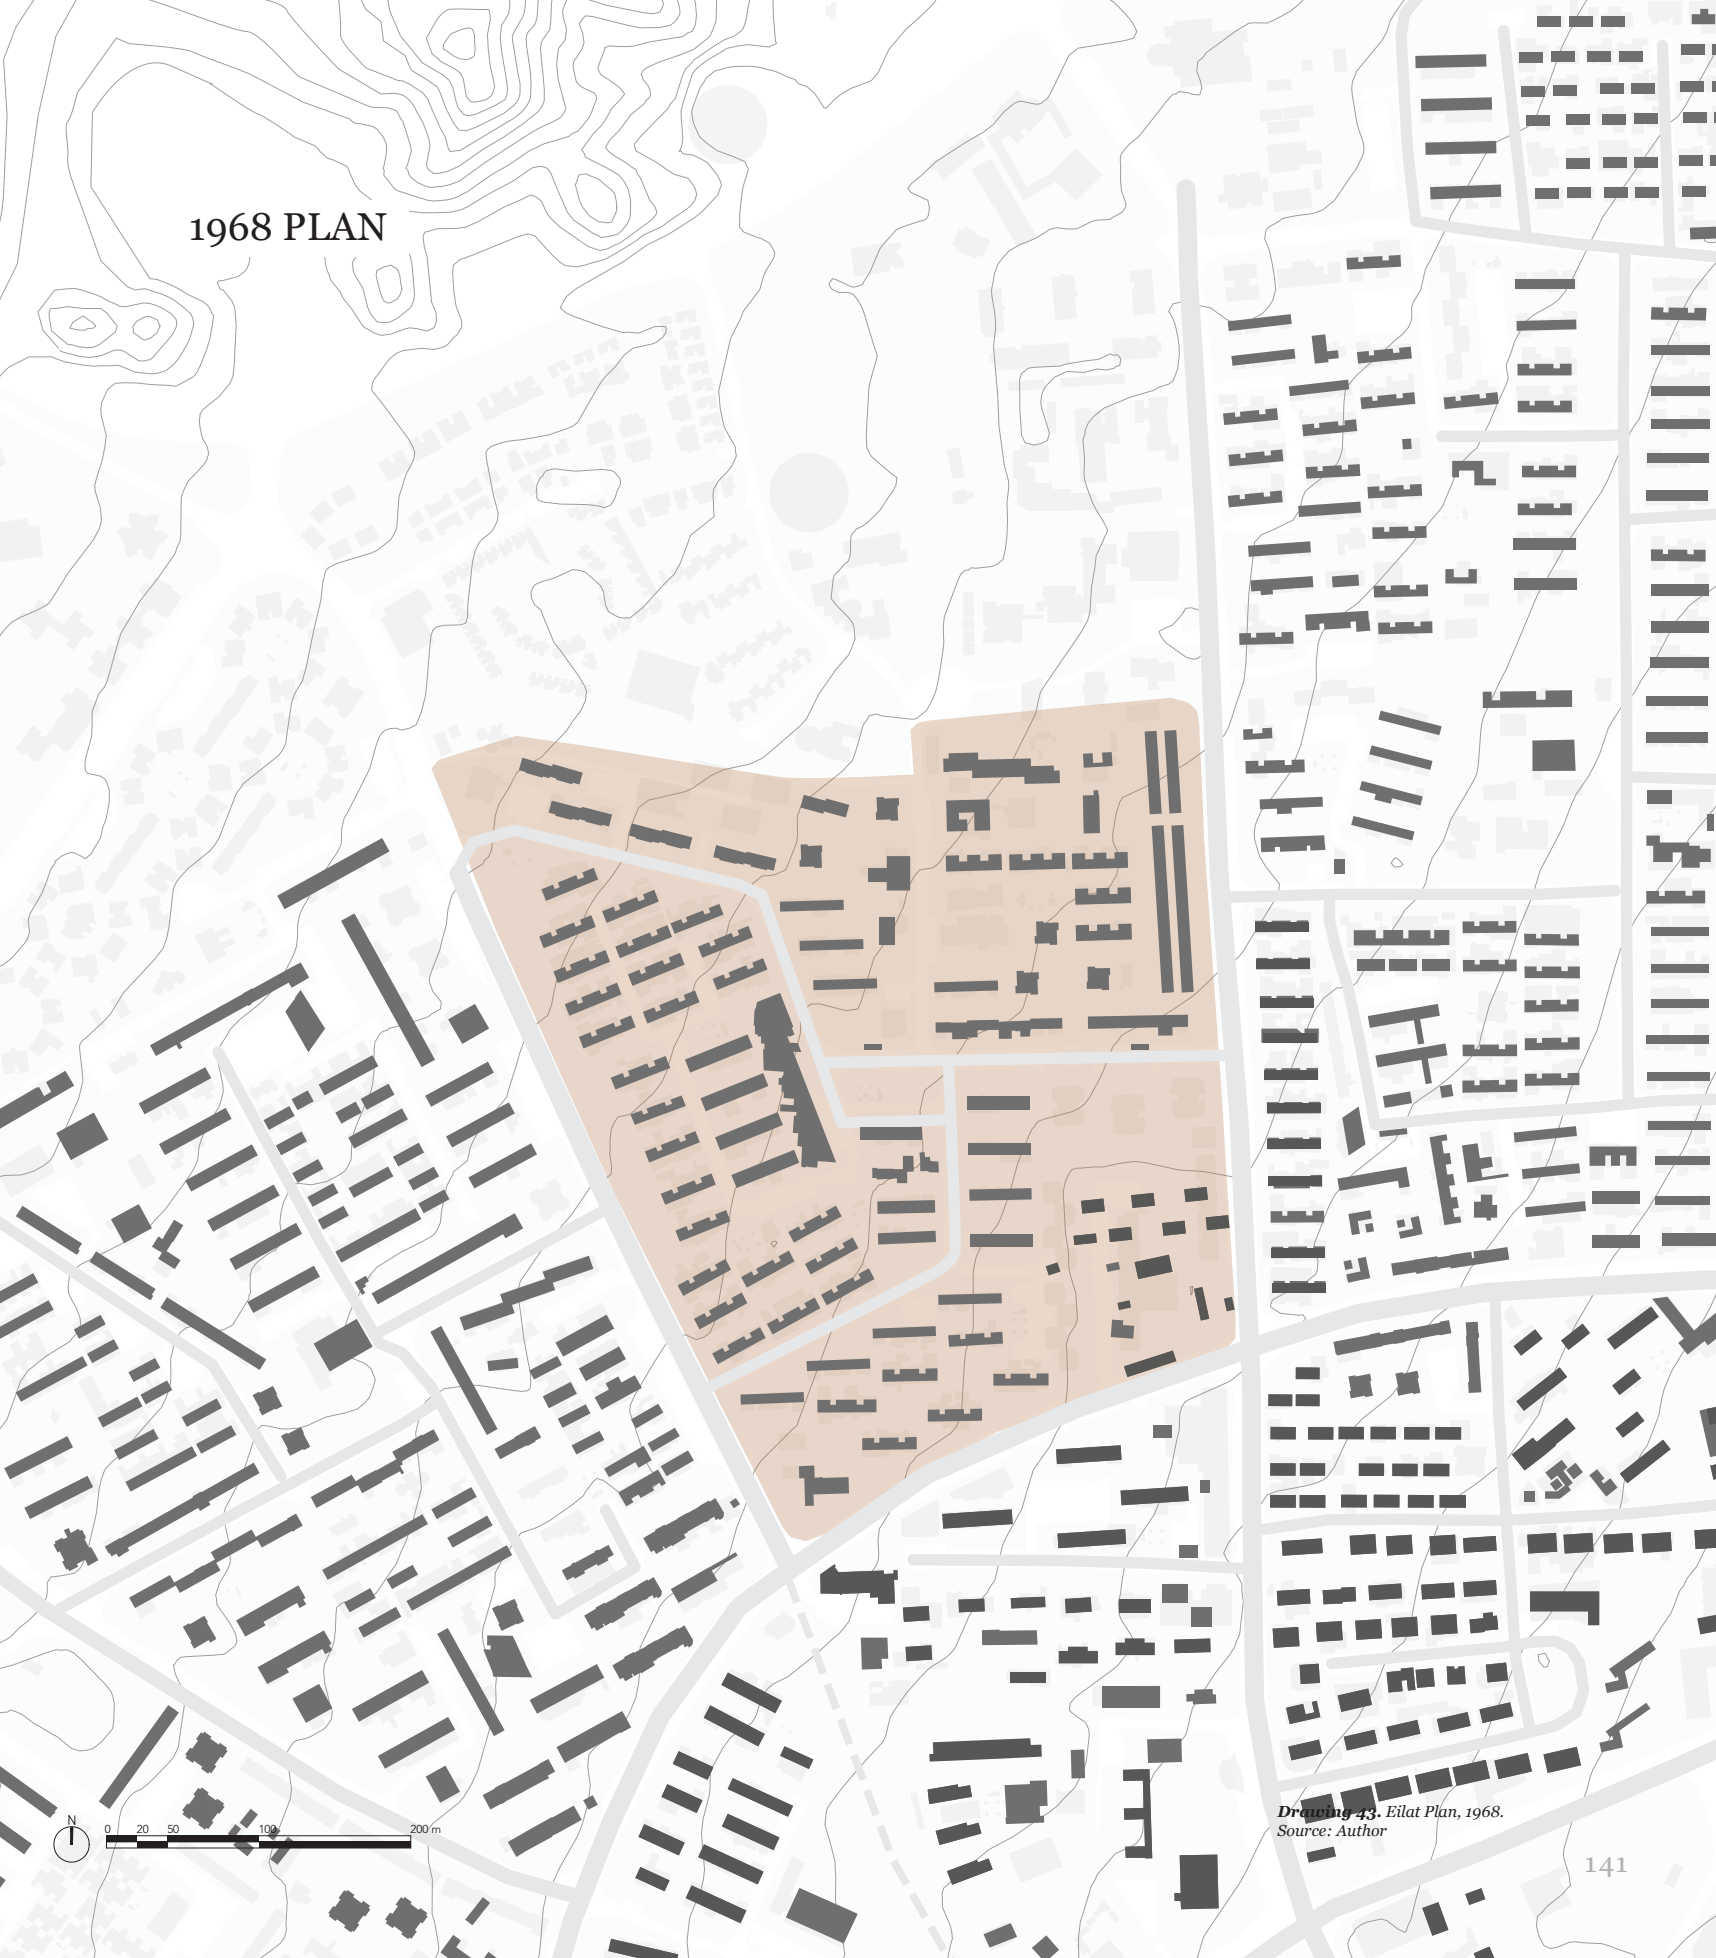 1968 PLAN
N
0 20 50 100 200 m
Drawing 43. Eilat Plan, 1968.
Source: Author
141